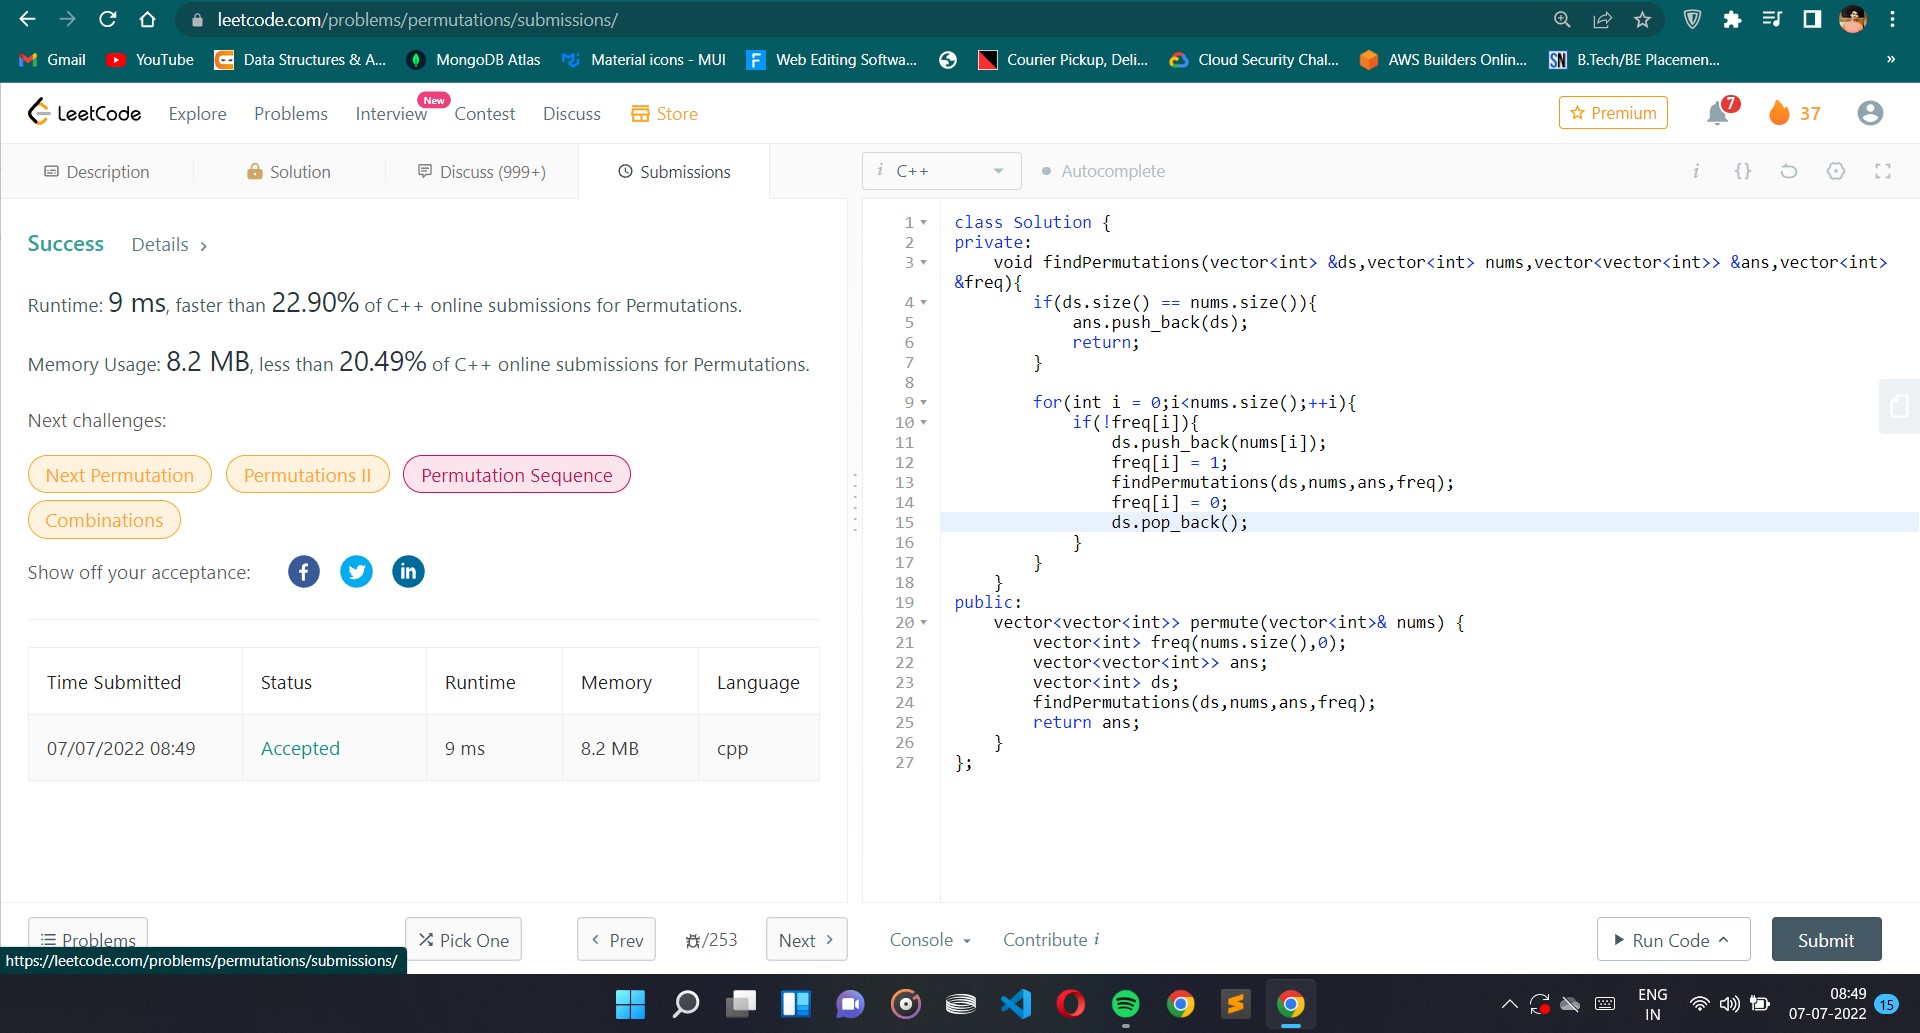 leetcode.com/problems/permutations/submissions/
Gmail YouTube Data Structures & A... MongoDB Atlas Material icons - MUI Web Editing Softwa... Courier Pickup, Deli... Cloud Security Chal... AWS Builders Onlin... B.Tech/BE Placemen... »
LeetCode Explore Problems Interview New Contest Discuss Store Premium 7 37
Description Solution Discuss (999+) Submissions
i C++ Autocomplete i {}
Success Details >
Runtime: 9 ms, faster than 22.90% of C++ online submissions for Permutations.
Memory Usage: 8.2 MB, less than 20.49% of C++ online submissions for Permutations.
Next challenges:
Next Permutation Permutations II Permutation Sequence
Combinations
Show off your acceptance:
Time Submitted Status Runtime Memory Language
07/07/2022 08:49 Accepted 9 ms 8.2 MB cpp
1 class Solution {
2 private:
3 void findPermutations(vector<int> &ds,vector<int> nums,vector<vector<int>> &ans,vector<int>
&freq){
4 if(ds.size() == nums.size()){
5 ans.push_back(ds);
6 return;
7 }
8
9 for(int i = 0;i<nums.size();++i){
10 if(!freq[i]){
11 ds.push_back(nums[i]);
12 freq[i] = 1;
13 findPermutations(ds,nums,ans,freq);
14 freq[i] = 0;
15 ds.pop_back();
16 }
17 }
18 }
19 public:
20 vector<vector<int>> permute(vector<int>& nums) {
21 vector<int> freq(nums.size(),0);
22 vector<vector<int>> ans;
23 vector<int> ds;
24 findPermutations(ds,nums,ans,freq);
25 return ans;
26 }
27 };
Problems Pick One < Prev /253 Next > Console Contribute i Run Code Submit
https://leetcode.com/problems/permutations/submissions/
ENG
IN
08:49
07-07-2022 15